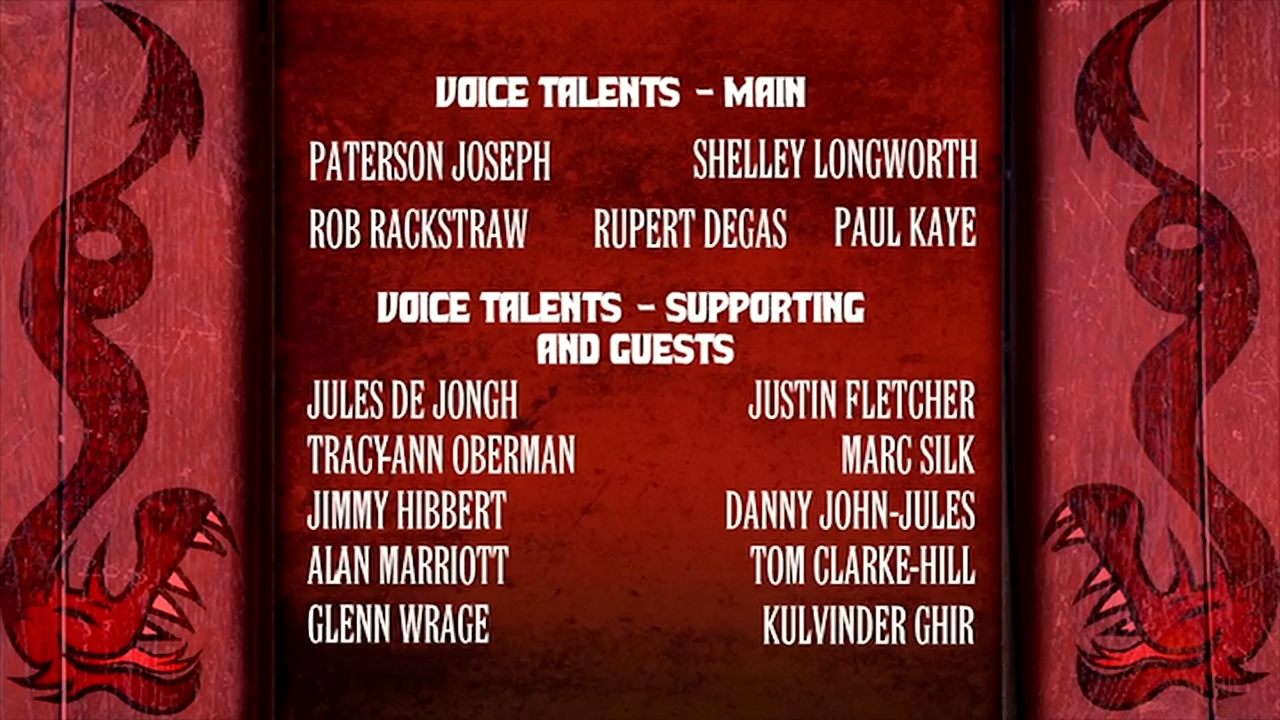 VOICE TALENTS - MAIN
PATERSON JOSEPH SHELLEY LONGWORTH
ROB RACKSTRAW RUPERT DEGAS PAUL KAYE
VOICE TALENTS - SUPPORTING
AND GUESTS
JULES DE JONGH JUSTIN FLETCHER
TRACY-ANN OBERMAN MARC SILK
JIMMY HIBBERT DANNY JOHN-JULES
ALAN MARRIOTT TOM CLARKE-HILL
GLENN WRAGE KULVINDER GHIR